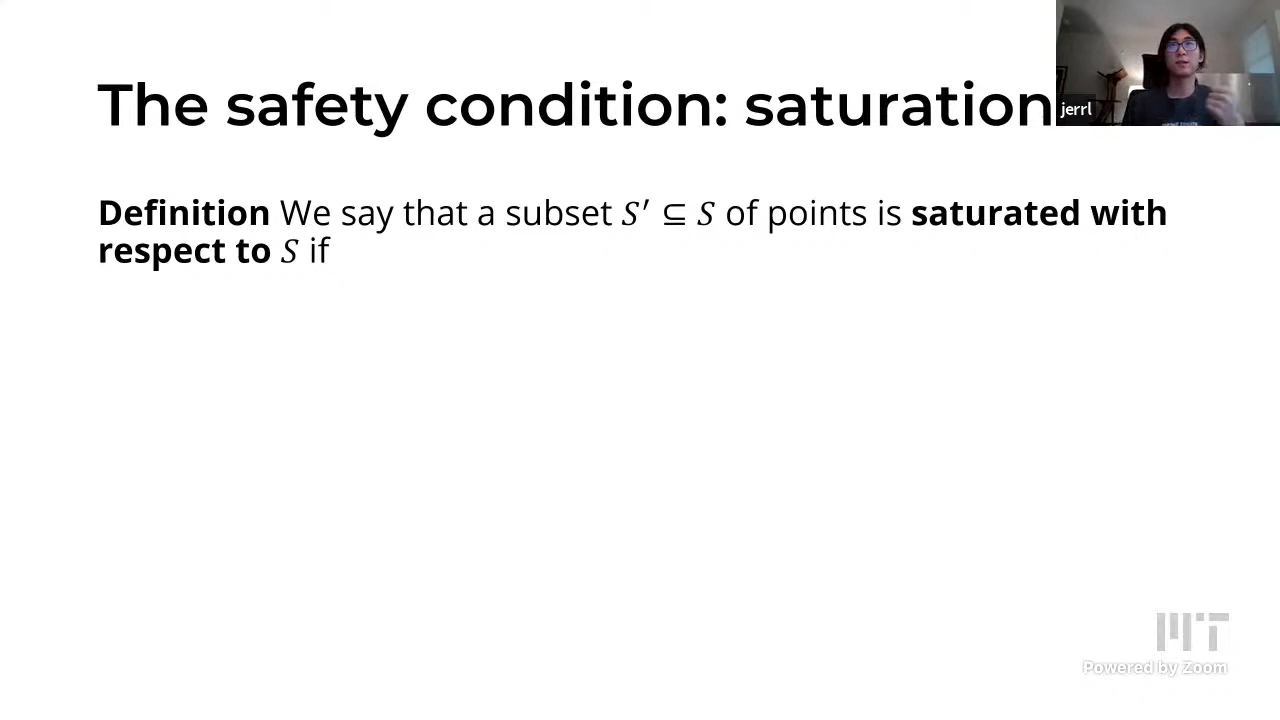 The safety condition: saturation
jerrl
Definition We say that a subset S′ ⊆ S of points is saturated with
respect to S if
MIT
Powered by Zoom